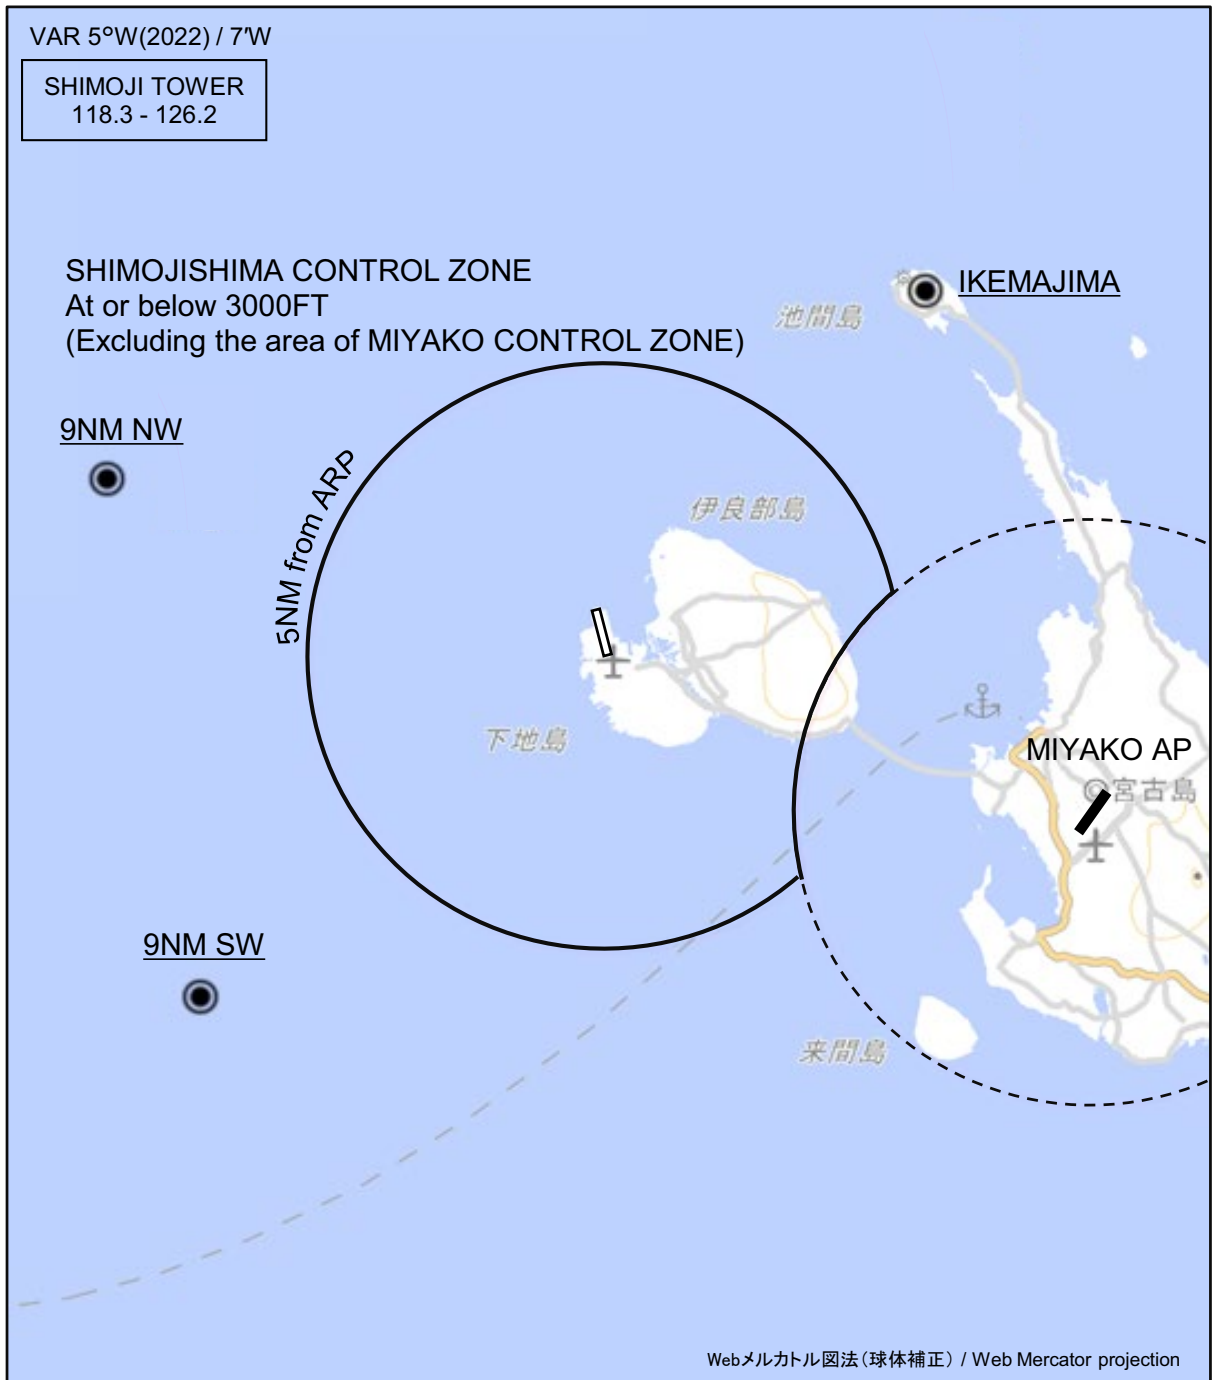 VAR 5°W(2022) / 7'W
SHIMOJI TOWER
118.3 - 126.2
SHIMOJISHIMA CONTROL ZONE
At or below 3000FT
(Excluding the area of MIYAKO CONTROL ZONE)
IKEMAJIMA
池間島
9NM NW
5NM from ARP
伊良部島
下地島
MIYAKO AP
宮古島
9NM SW
来間島
Webメルカトル図法(球体補正) / Web Mercator projection